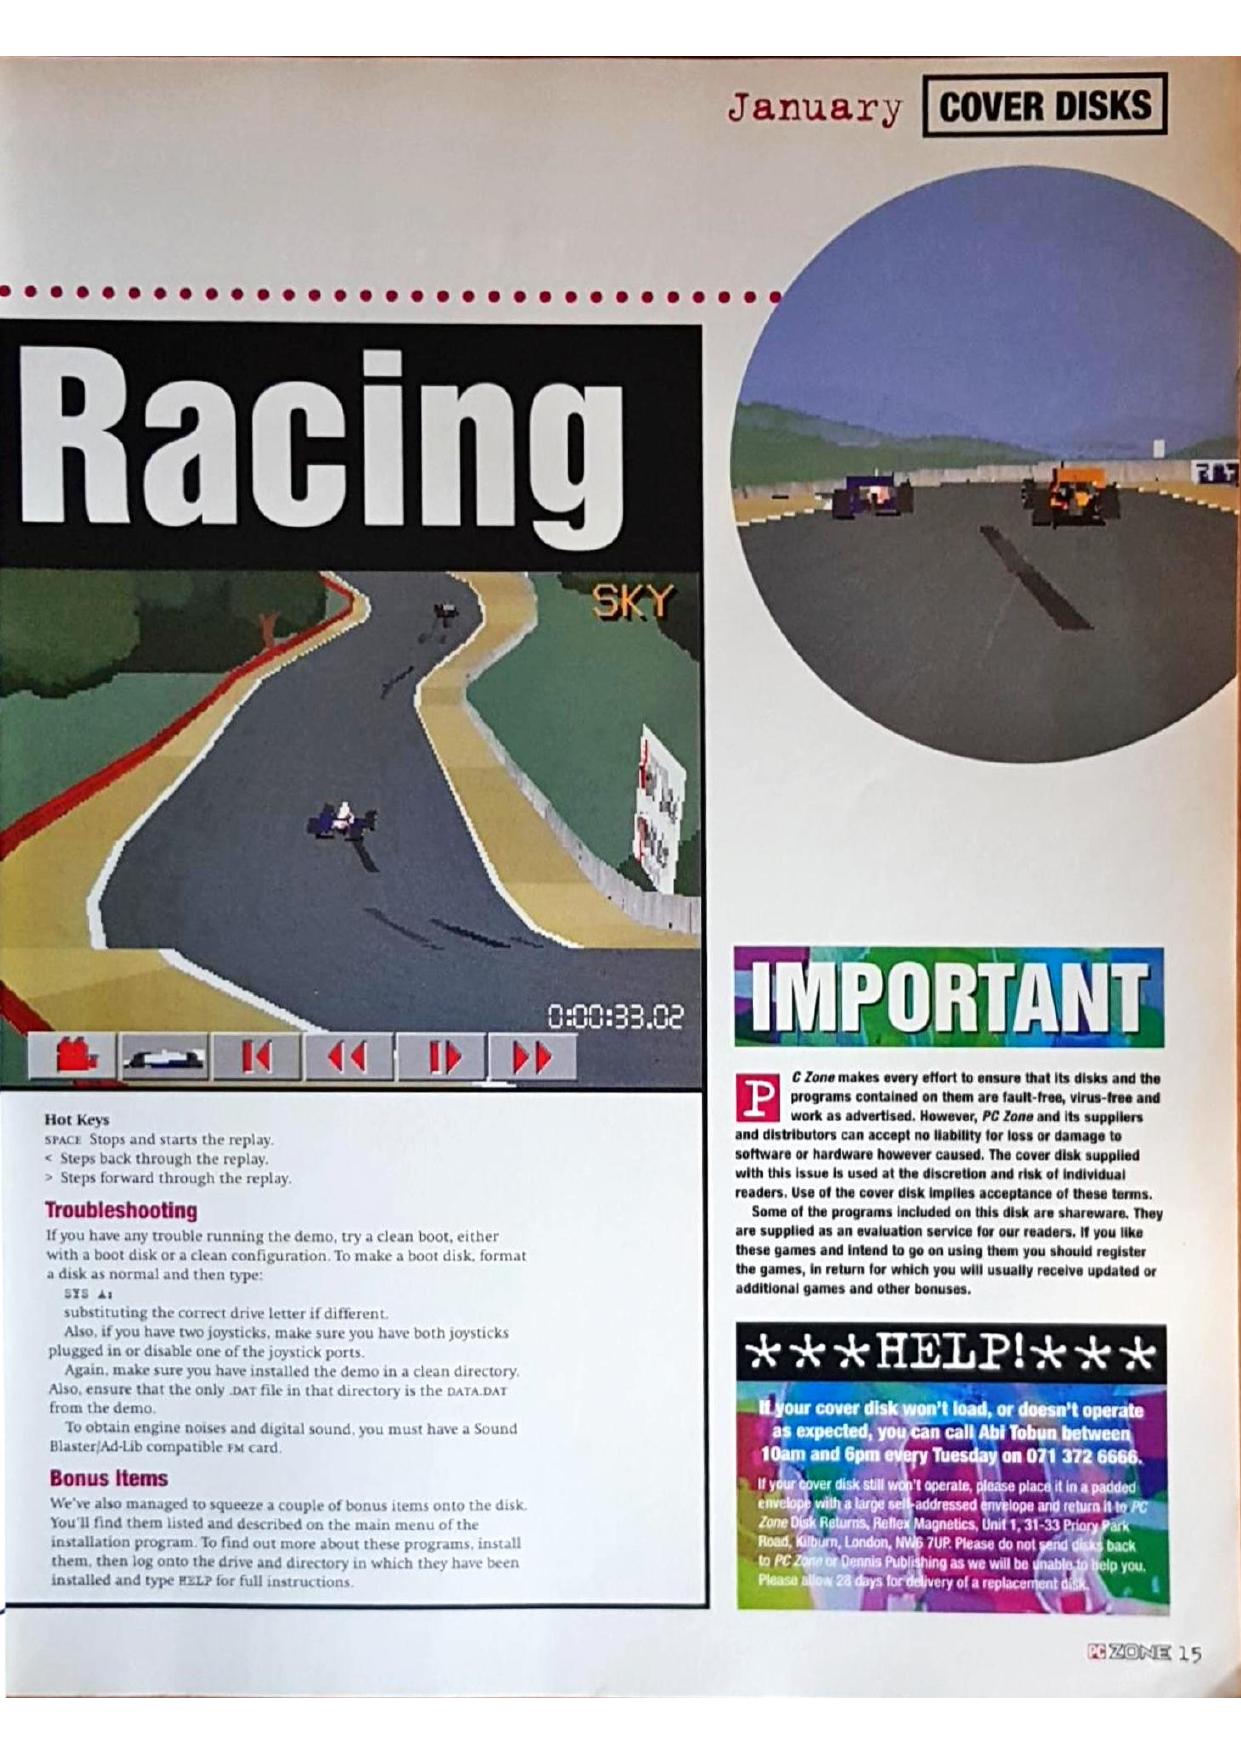 January COVER DISKS
Racing
SKY
0:00:33.02
Hot Keys
SPACE Stops and starts the replay.
< Steps back through the replay.
> Steps forward through the replay.
Troubleshooting
If you have any trouble running the demo, try a clean boot, either
with a boot disk or a clean configuration. To make a boot disk, format
a disk as normal and then type:
SYS A:
substituting the correct drive letter if different.
Also, if you have two joysticks, make sure you have both joysticks
plugged in or disable one of the joystick ports.
Again, make sure you have installed the demo in a clean directory.
Also, ensure that the only .DAT file in that directory is the DATA.DAT
from the demo.
To obtain engine noises and digital sound, you must have a Sound
Blaster/Ad-Lib compatible FM card.
Bonus Items
We've also managed to squeeze a couple of bonus items onto the disk.
You'll find them listed and described on the main menu of the
installation program. To find out more about these programs, install
them, then log onto the drive and directory in which they have been
installed and type HELP for full instructions.
IMPORTANT
PC Zone makes every effort to ensure that its disks and the
programs contained on them are fault-free, virus-free and
work as advertised. However, PC Zone and its suppliers
and distributors can accept no liability for loss or damage to
software or hardware however caused. The cover disk supplied
with this issue is used at the discretion and risk of individual
readers. Use of the cover disk implies acceptance of these terms.
Some of the programs included on this disk are shareware. They
are supplied as an evaluation service for our readers. If you like
these games and intend to go on using them you should register
the games, in return for which you will usually receive updated or
additional games and other bonuses.
***HELP!***
If your cover disk won't load, or doesn't operate
as expected, you can call Abi Tobun between
10am and 6pm every Tuesday on 071 372 6666.
If your cover disk still won't operate, please place it in a padded
envelope with a large self-addressed envelope and return it to PC
Zone Disk Returns, Reflex Magnetics, Unit 1, 31-33 Priory Park
Road, Kilburn, London, NW6 7UP. Please do not send disks back
to PC Zone or Dennis Publishing as we will be unable to help you.
Please allow 28 days for delivery of a replacement disk.
PC ZONE 15